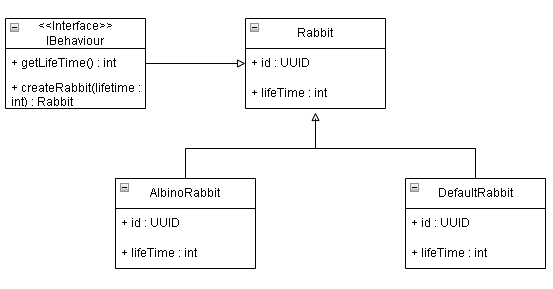 <<Interface>>
IBehaviour
+ getLifeTime() : int
+ createRabbit(lifetime :
int) : Rabbit
Rabbit
+ id : UUID
+ lifeTime : int
AlbinoRabbit
+ id : UUID
+ lifeTime : int
DefaultRabbit
+ id : UUID
+ lifeTime : int